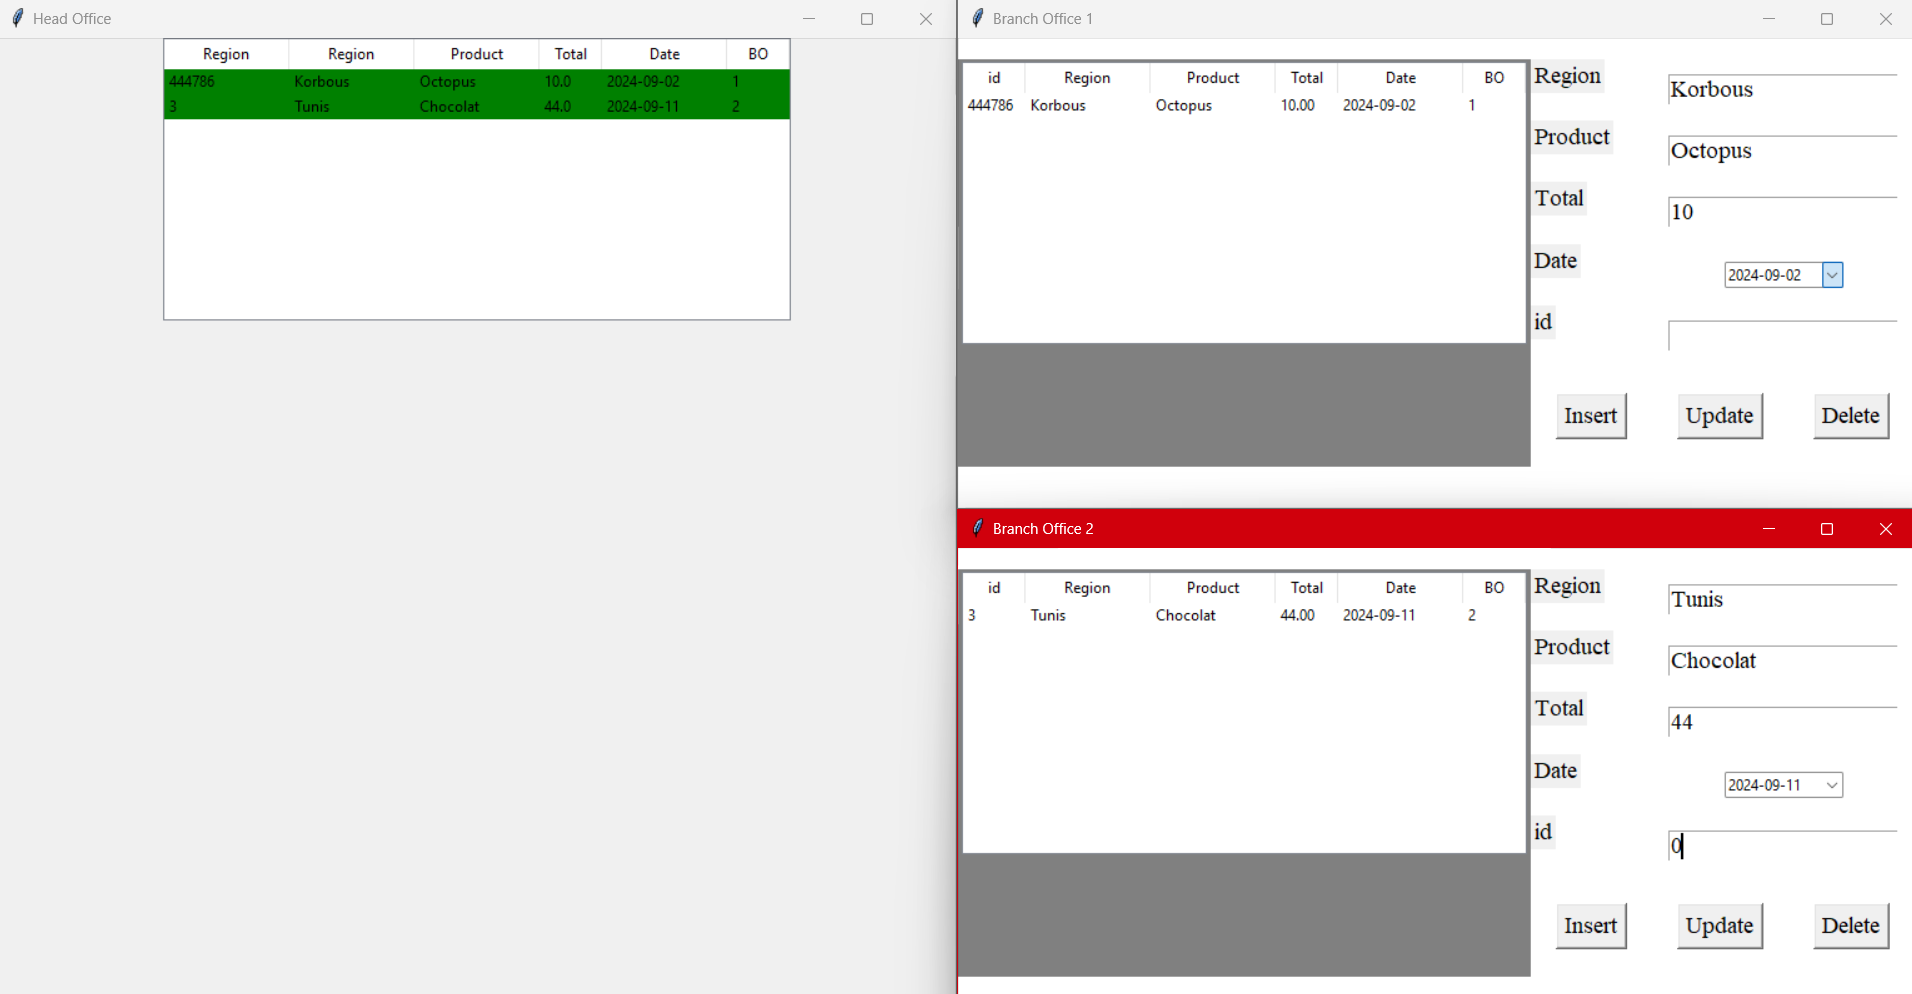 Head Office
Region Region Product Total Date BO
444786 Korbous Octopus 10.0 2024-09-02 1
3 Tunis Chocolat 44.0 2024-09-11 2
Branch Office 1
id Region Product Total Date BO
444786 Korbous Octopus 10.00 2024-09-02 1
Region Korbous
Product Octopus
Total 10
Date 2024-09-02
id
Insert Update Delete
Branch Office 2
id Region Product Total Date BO
3 Tunis Chocolat 44.00 2024-09-11 2
Region Tunis
Product Chocolat
Total 44
Date 2024-09-11
id 0
Insert Update Delete